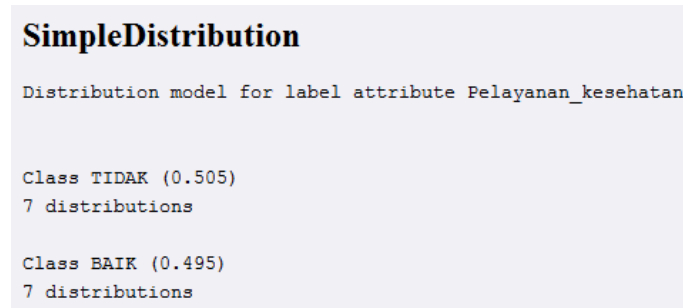 SimpleDistribution
Distribution model for label attribute Pelayanan_kesehatan
Class TIDAK (0.505)
7 distributions
Class BAIK (0.495)
7 distributions